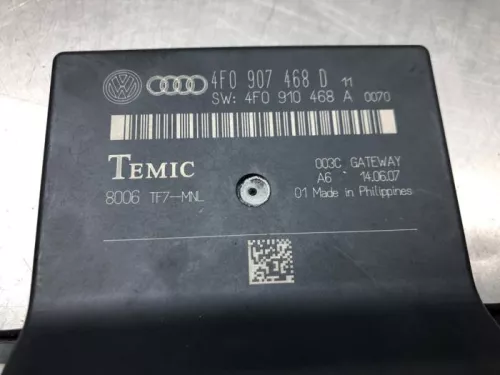 4F0 907 468 D 11
SW: 4F0 910 468 A 0070
TEMIC
003C GATEWAY
8006 TF7-MNL
A6 14.06.07
01 Made in Philippines